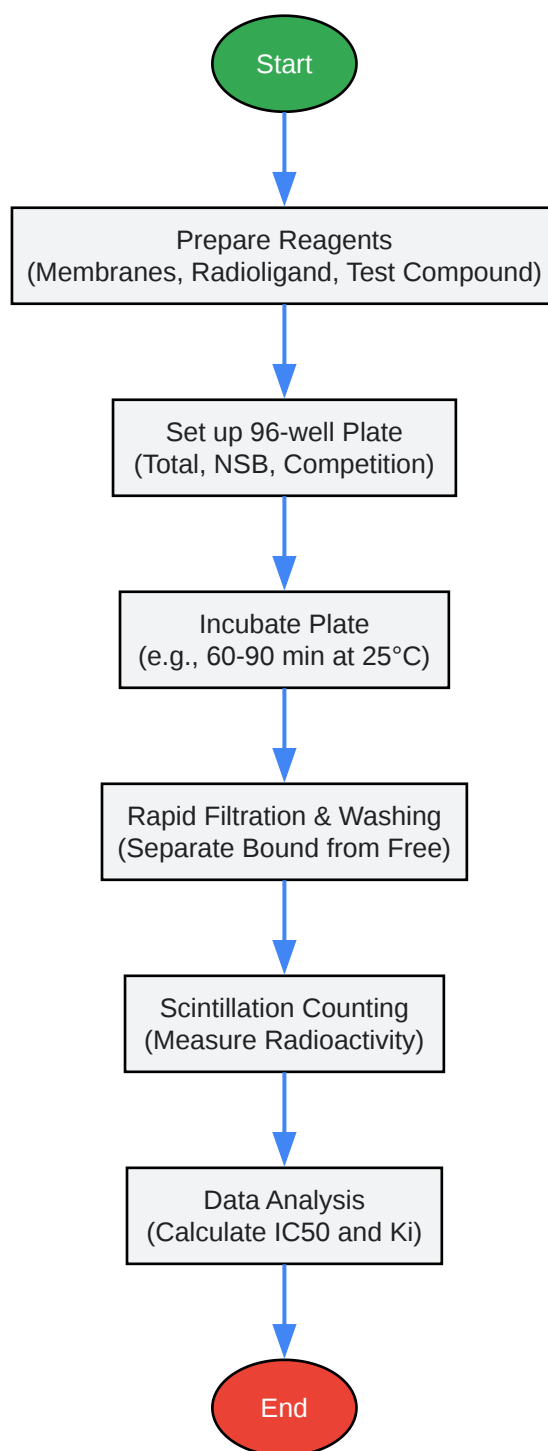 Start
Prepare Reagents
(Membranes, Radioligand, Test Compound)
Set up 96-well Plate
(Total, NSB, Competition)
Incubate Plate
(e.g., 60-90 min at 25°C)
Rapid Filtration & Washing
(Separate Bound from Free)
Scintillation Counting
(Measure Radioactivity)
Data Analysis
(Calculate IC50 and Ki)
End